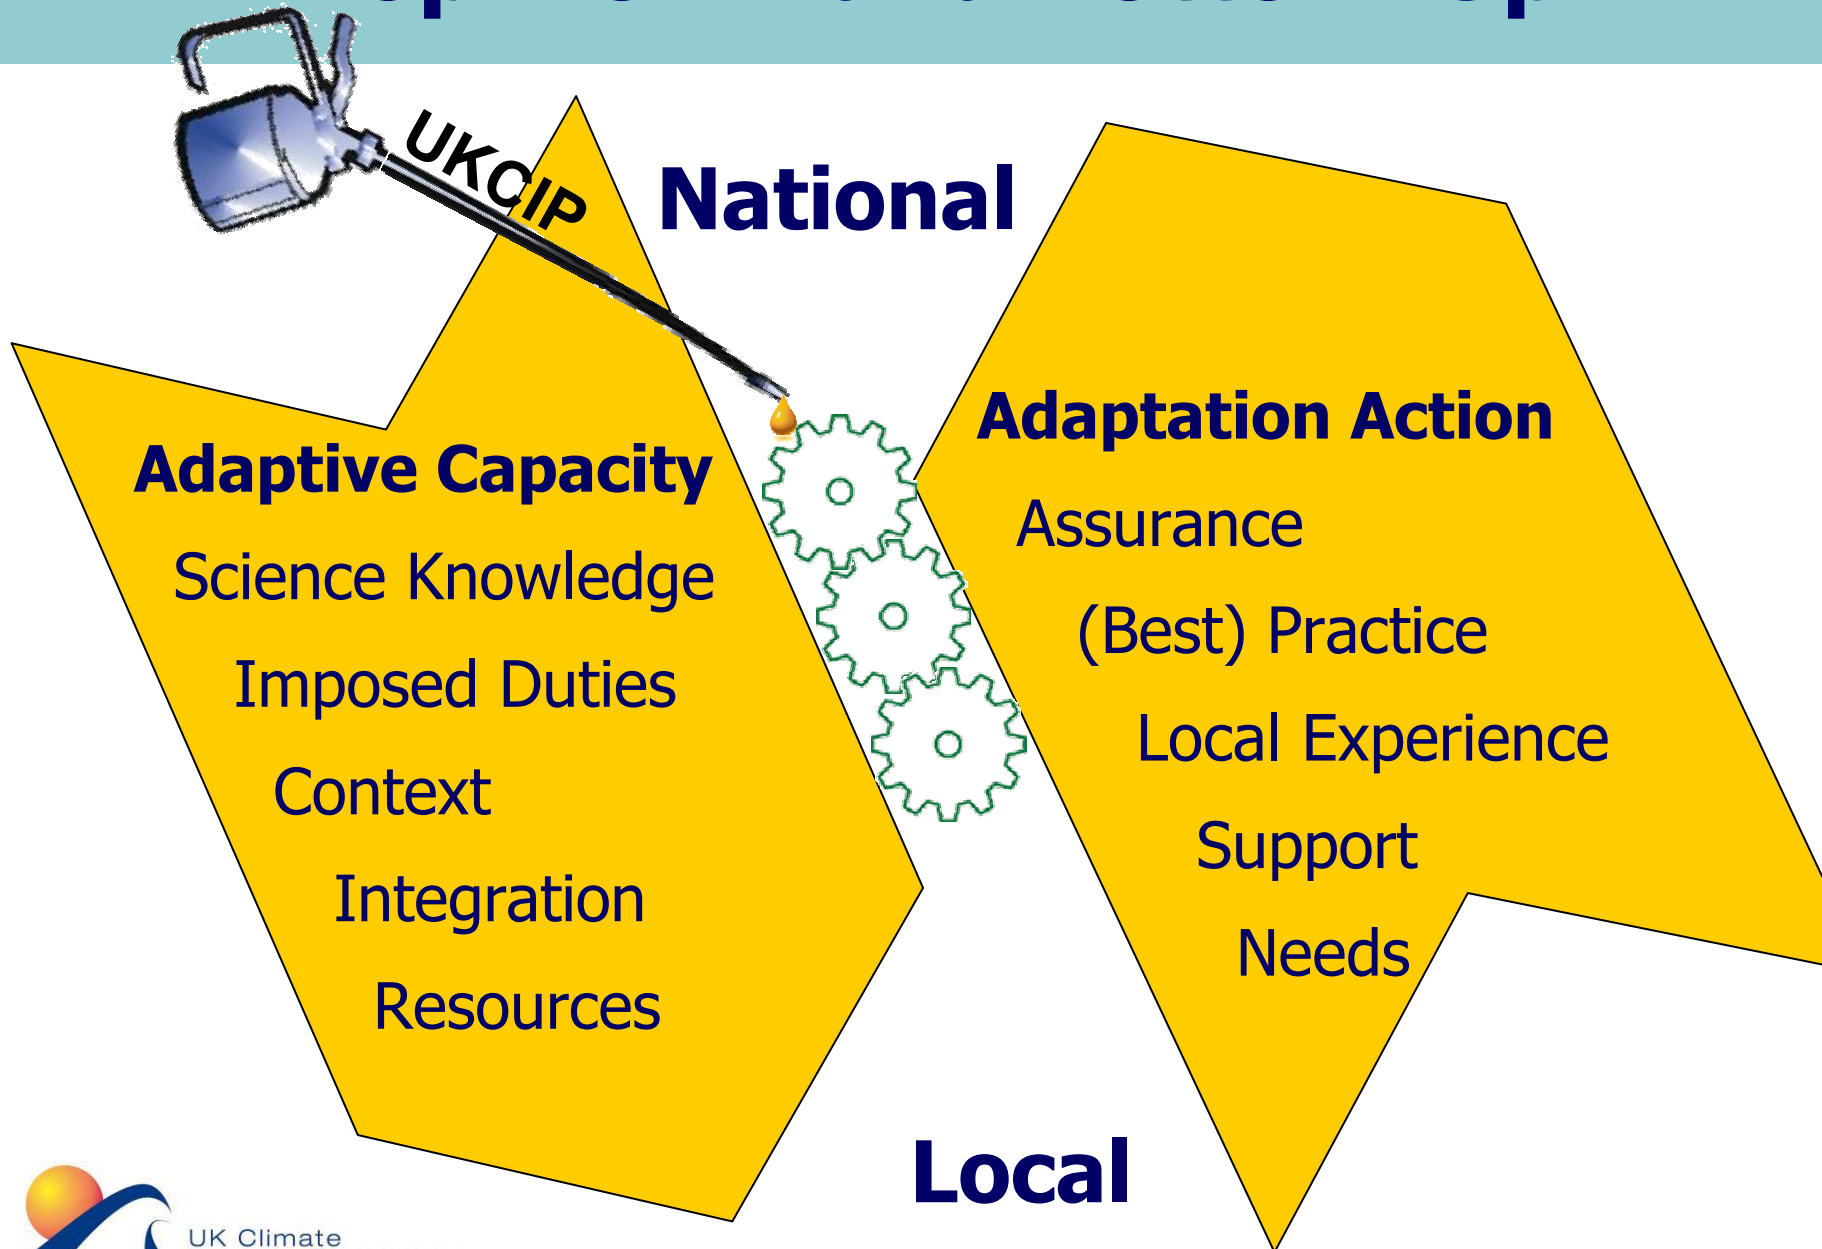 UKCIP
National
Adaptive Capacity
Science Knowledge
Imposed Duties
Context
Integration
Resources
Adaptation Action
Assurance
(Best) Practice
Local Experience
Support
Needs
Local
UK Climate